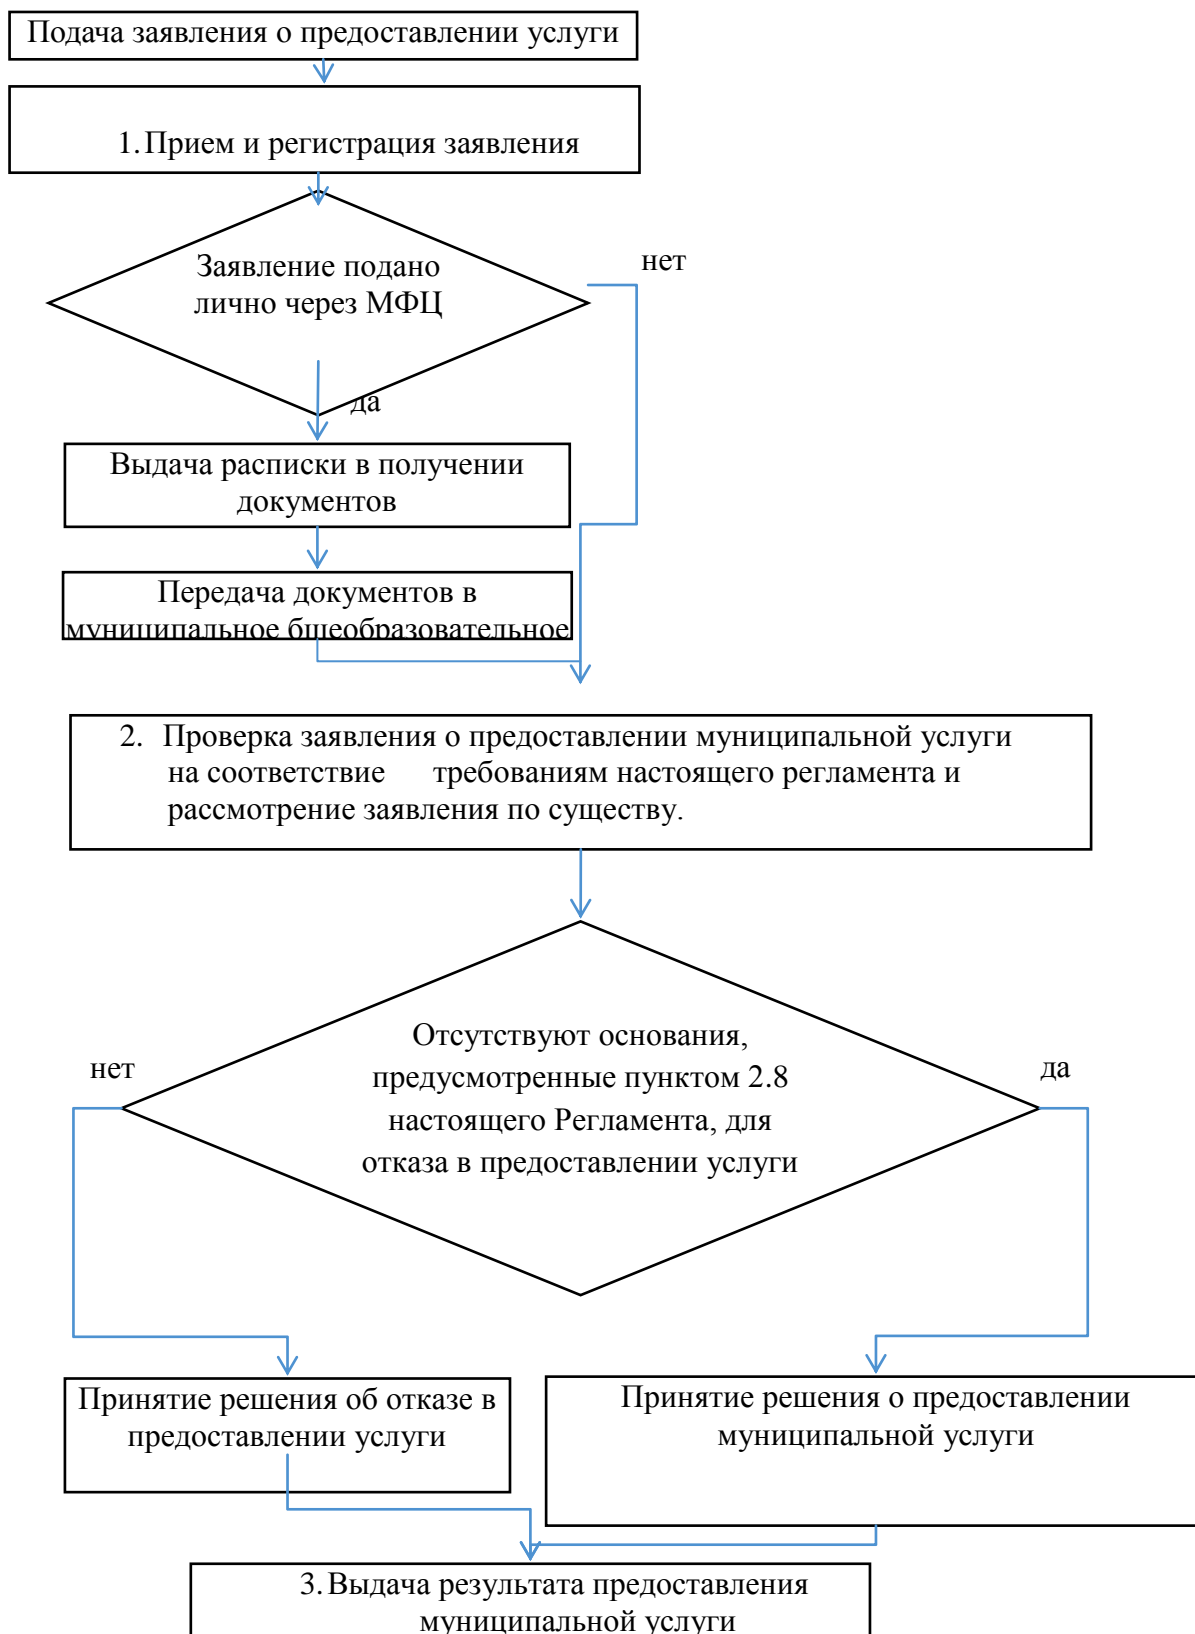 Подача заявления о предоставлении услуги
1. Прием и регистрация заявления
Заявление подано
лично через МФЦ
нет
да
Выдача расписки в получении
документов
Передача документов в
муниципальное бщеобразовательное
2. Проверка заявления о предоставлении муниципальной услуги
на соответствие требованиям настоящего регламента и
рассмотрение заявления по существу.
Отсутствуют основания,
предусмотренные пунктом 2.8
настоящего Регламента, для
отказа в предоставлении услуги
нет
да
Принятие решения об отказе в
предоставлении услуги
Принятие решения о предоставлении
муниципальной услуги
3. Выдача результата предоставления
муниципальной услуги